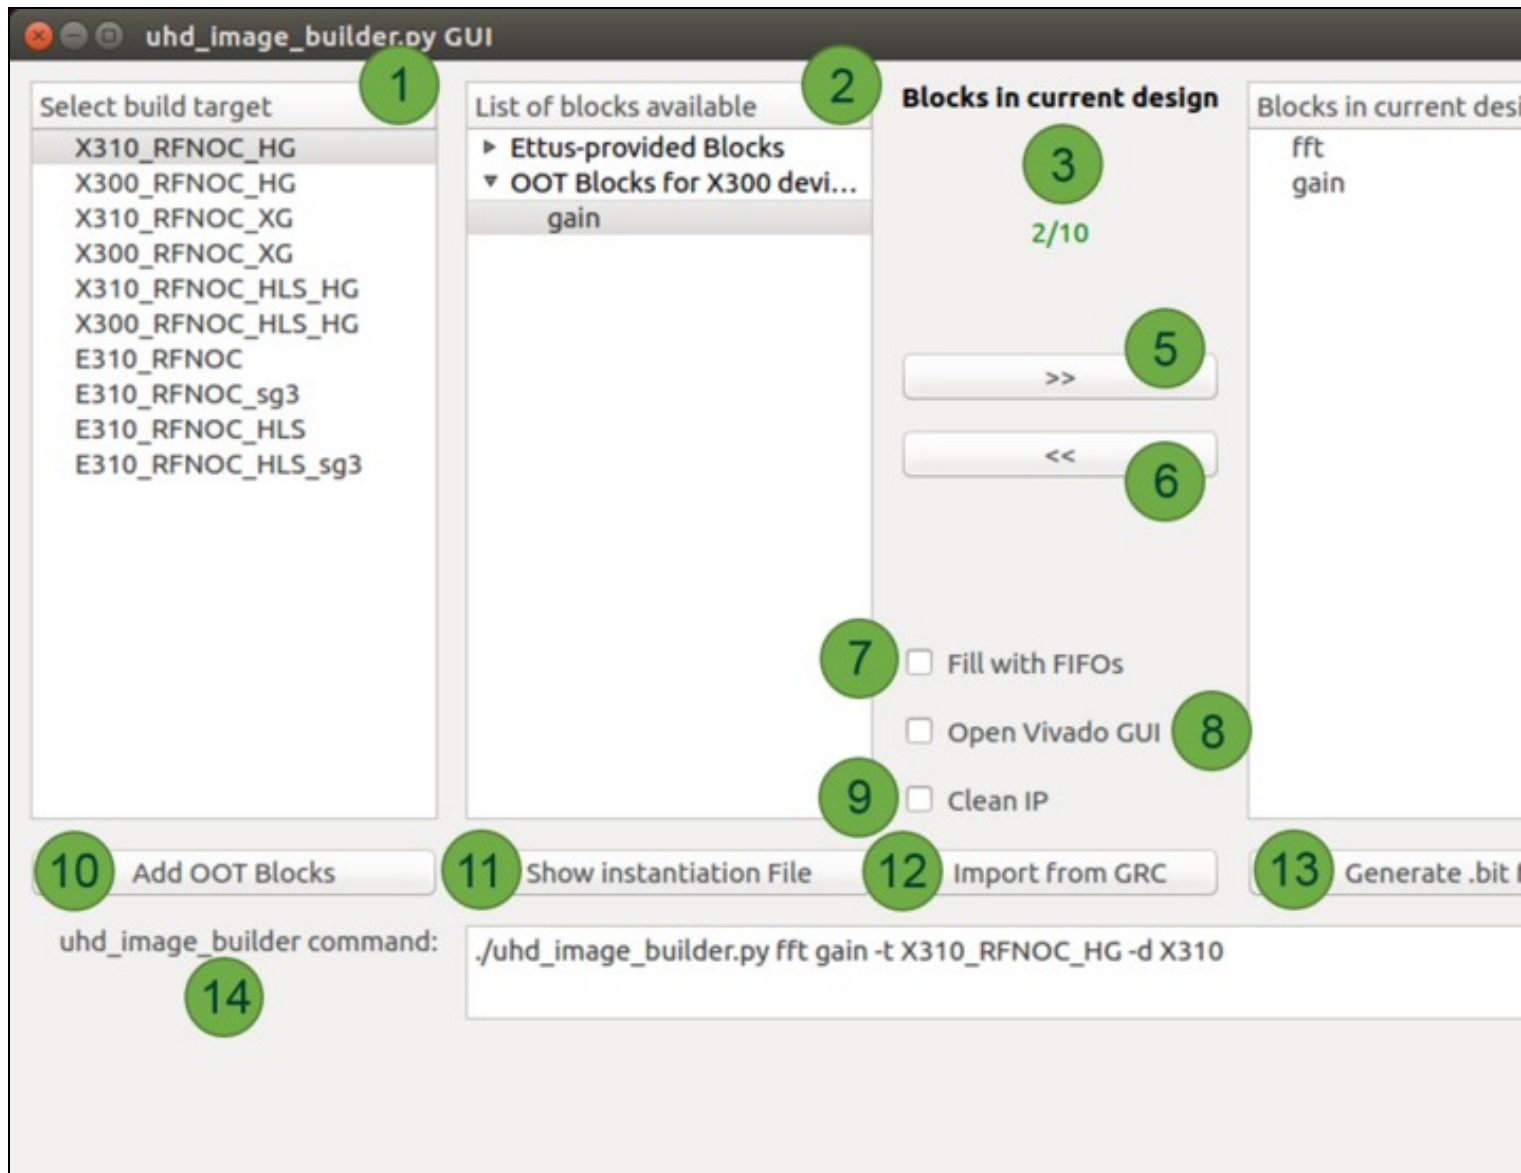 uhd_image_builder.py GUI
1
Select build target
X310_RFNOC_HG
X300_RFNOC_HG
X310_RFNOC_XG
X300_RFNOC_XG
X310_RFNOC_HLS_HG
X300_RFNOC_HLS_HG
E310_RFNOC
E310_RFNOC_sg3
E310_RFNOC_HLS
E310_RFNOC_HLS_sg3
2
List of blocks available
Ettus-provided Blocks
OOT Blocks for X300 devi...
gain
Blocks in current design
3
2/10
5
>>
<<
6
7
Fill with FIFOs
Open Vivado GUI
8
9
Clean IP
Blocks in current desi
fft
gain
10
Add OOT Blocks
11
Show instantiation File
12
Import from GRC
13
Generate .bit
uhd_image_builder command:
14
./uhd_image_builder.py fft gain -t X310_RFNOC_HG -d X310